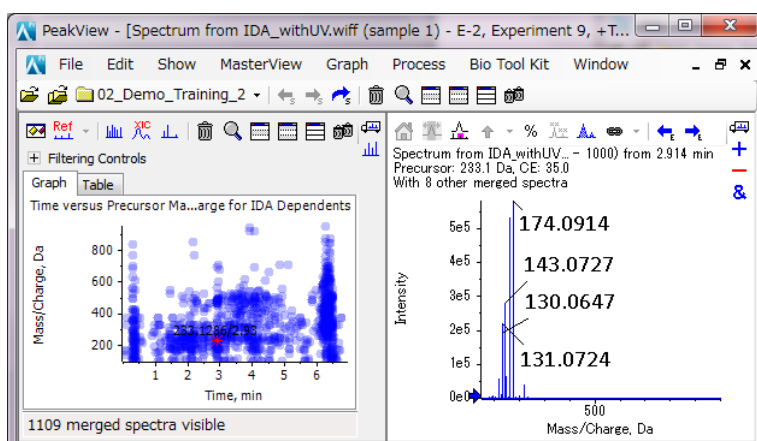 PeakView - [Spectrum from IDA_withUV.wiff (sample 1) - E-2, Experiment 9, +T...
File Edit Show MasterView Graph Process Bio Tool Kit Window
02_Demo_Training_2
Ref XIC %
Filtering Controls
Graph Table
Time versus Precursor Ma...arge for IDA Dependents
Mass/Charge, Da
800
600
400
200
233.1286/2.93
1 2 3 4 5 6
Time, min
1109 merged spectra visible
Spectrum from IDA_withUV... - 1000) from 2.914 min
Precursor: 233.1 Da, CE: 35.0
With 8 other merged spectra
Intensity
5e5
4e5
3e5
2e5
1e5
0e0
174.0914
143.0727
130.0647
131.0724
500
Mass/Charge, Da
&